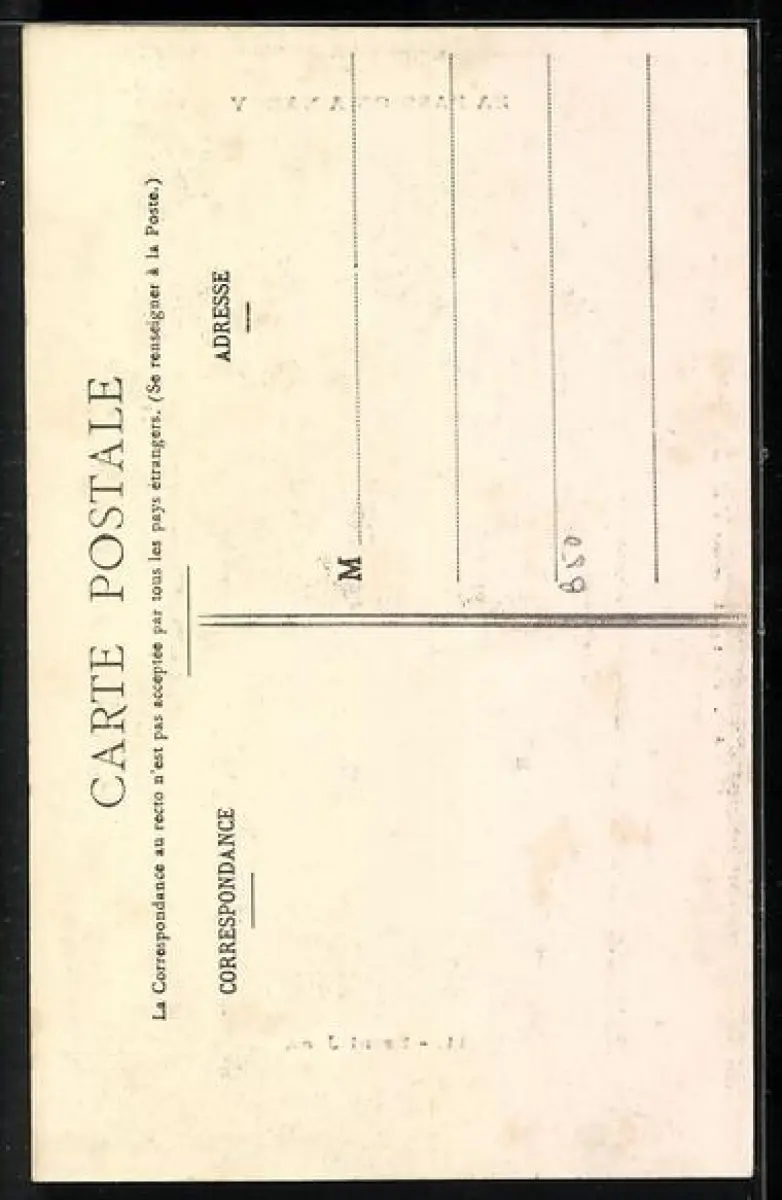 CARTE POSTALE
La Correspondance au recto n'est pas acceptée par tous les pays étrangers. (Se renseigner à la Poste.)
CORRESPONDANCE
ADRESSE
M